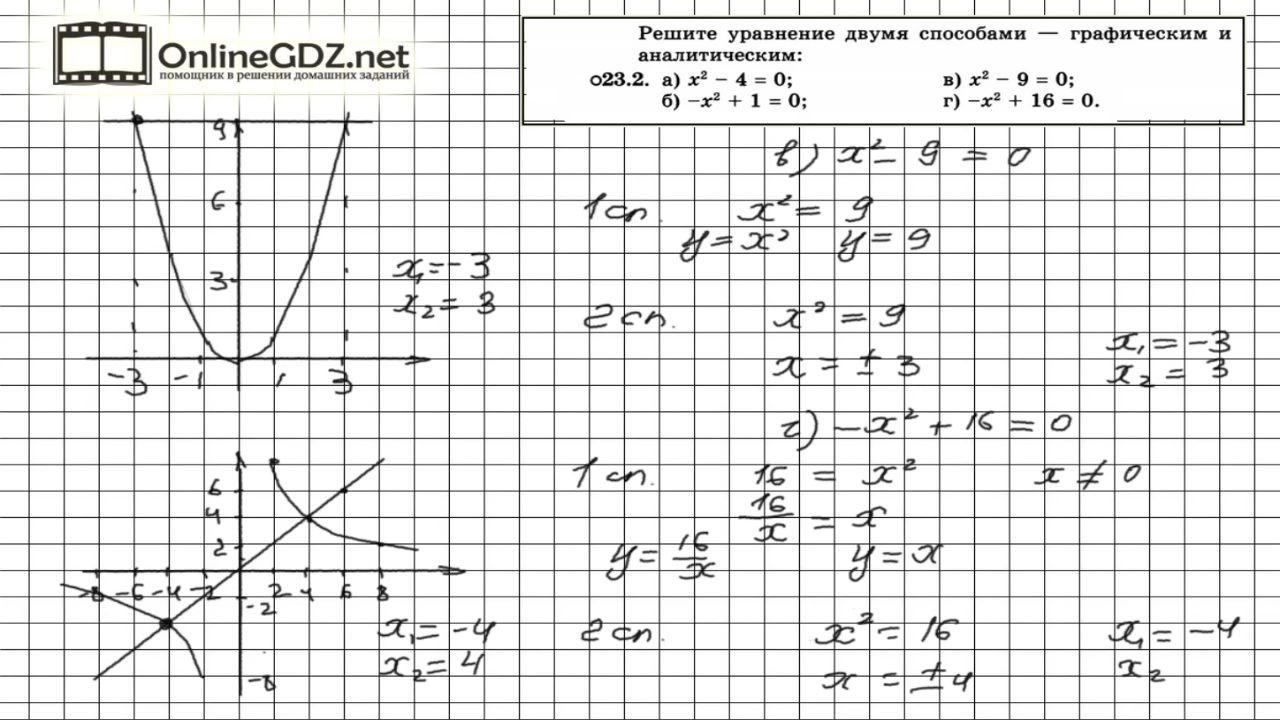 OnlineGDZ.net
помощник в решении домашних заданий
Решите уравнение двумя способами — графическим и
аналитическим:
○23.2. а) x² − 4 = 0; в) x² − 9 = 0;
б) −x² + 1 = 0; г) −x² + 16 = 0.
в) x² − 9 = 0
1 сп. x² = 9
y = x² y = 9
2 сп. x² = 9
x = ± 3
x₁ = −3
x₂ = 3
9
6
3
−3 −1 1 3
x₁ = −3
x₂ = 3
г) −x² + 16 = 0
1 сп. 16 = x² x ≠ 0
16/x = x
y = 16/x y = x
2 сп. x² = 16
x = ± 4
x₁ = −4
x₂
6
4
2
−8 −6 −4 −2 2 4 6 8
−2
−8
x₁ = −4
x₂ = 4